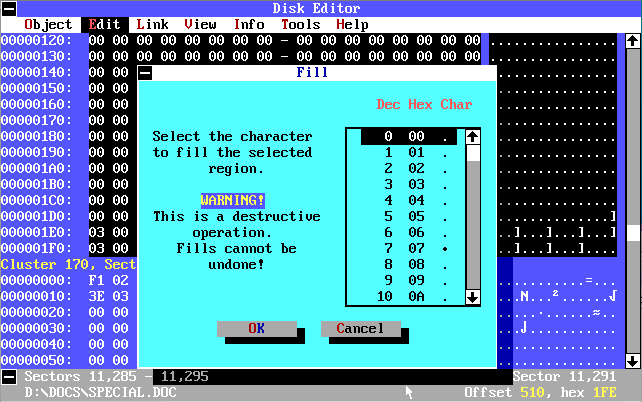 Disk Editor
Object Edit Link View Info Tools Help
00000120: 00 00 00 00 00 00 00 00 - 00 00 00 00 00 00 00 00 ................
00000130: 00 00 00 00 00 00 00 00 - 00 00 00 00 00 00 00 00 ................
00000140: 00 00
Fill
00000150: 00 00
00000160: 00 00
Dec Hex Char
00000170: 00 00
00000180: 00 00 Select the character 0 00 .
00000190: 00 00 to fill the selected 1 01 .
000001A0: 00 00 region. 2 02 .
000001B0: 00 00 3 03 .
000001C0: 00 00 WARNING! 4 04 .
000001D0: 00 00 This is a destructive 5 05 . ]
000001E0: 03 00 operation. 6 06 . ..]...]...]...
000001F0: 03 00 Fills cannot be 7 07 • ..]...]...]...
Cluster 170, Sect undone! 8 08 .
00000000: F1 02 9 09 . =..
00000010: 3E 03 10 0A . .N...²......√
00000020: 00 00 ≈.
00000030: 00 00 OK Cancel
00000040: 00 00
00000050: 00 00
Sectors 11,285 - 11,295 Sector 11,291
D:\DOCS\SPECIAL.DOC Offset 510, hex 1FE